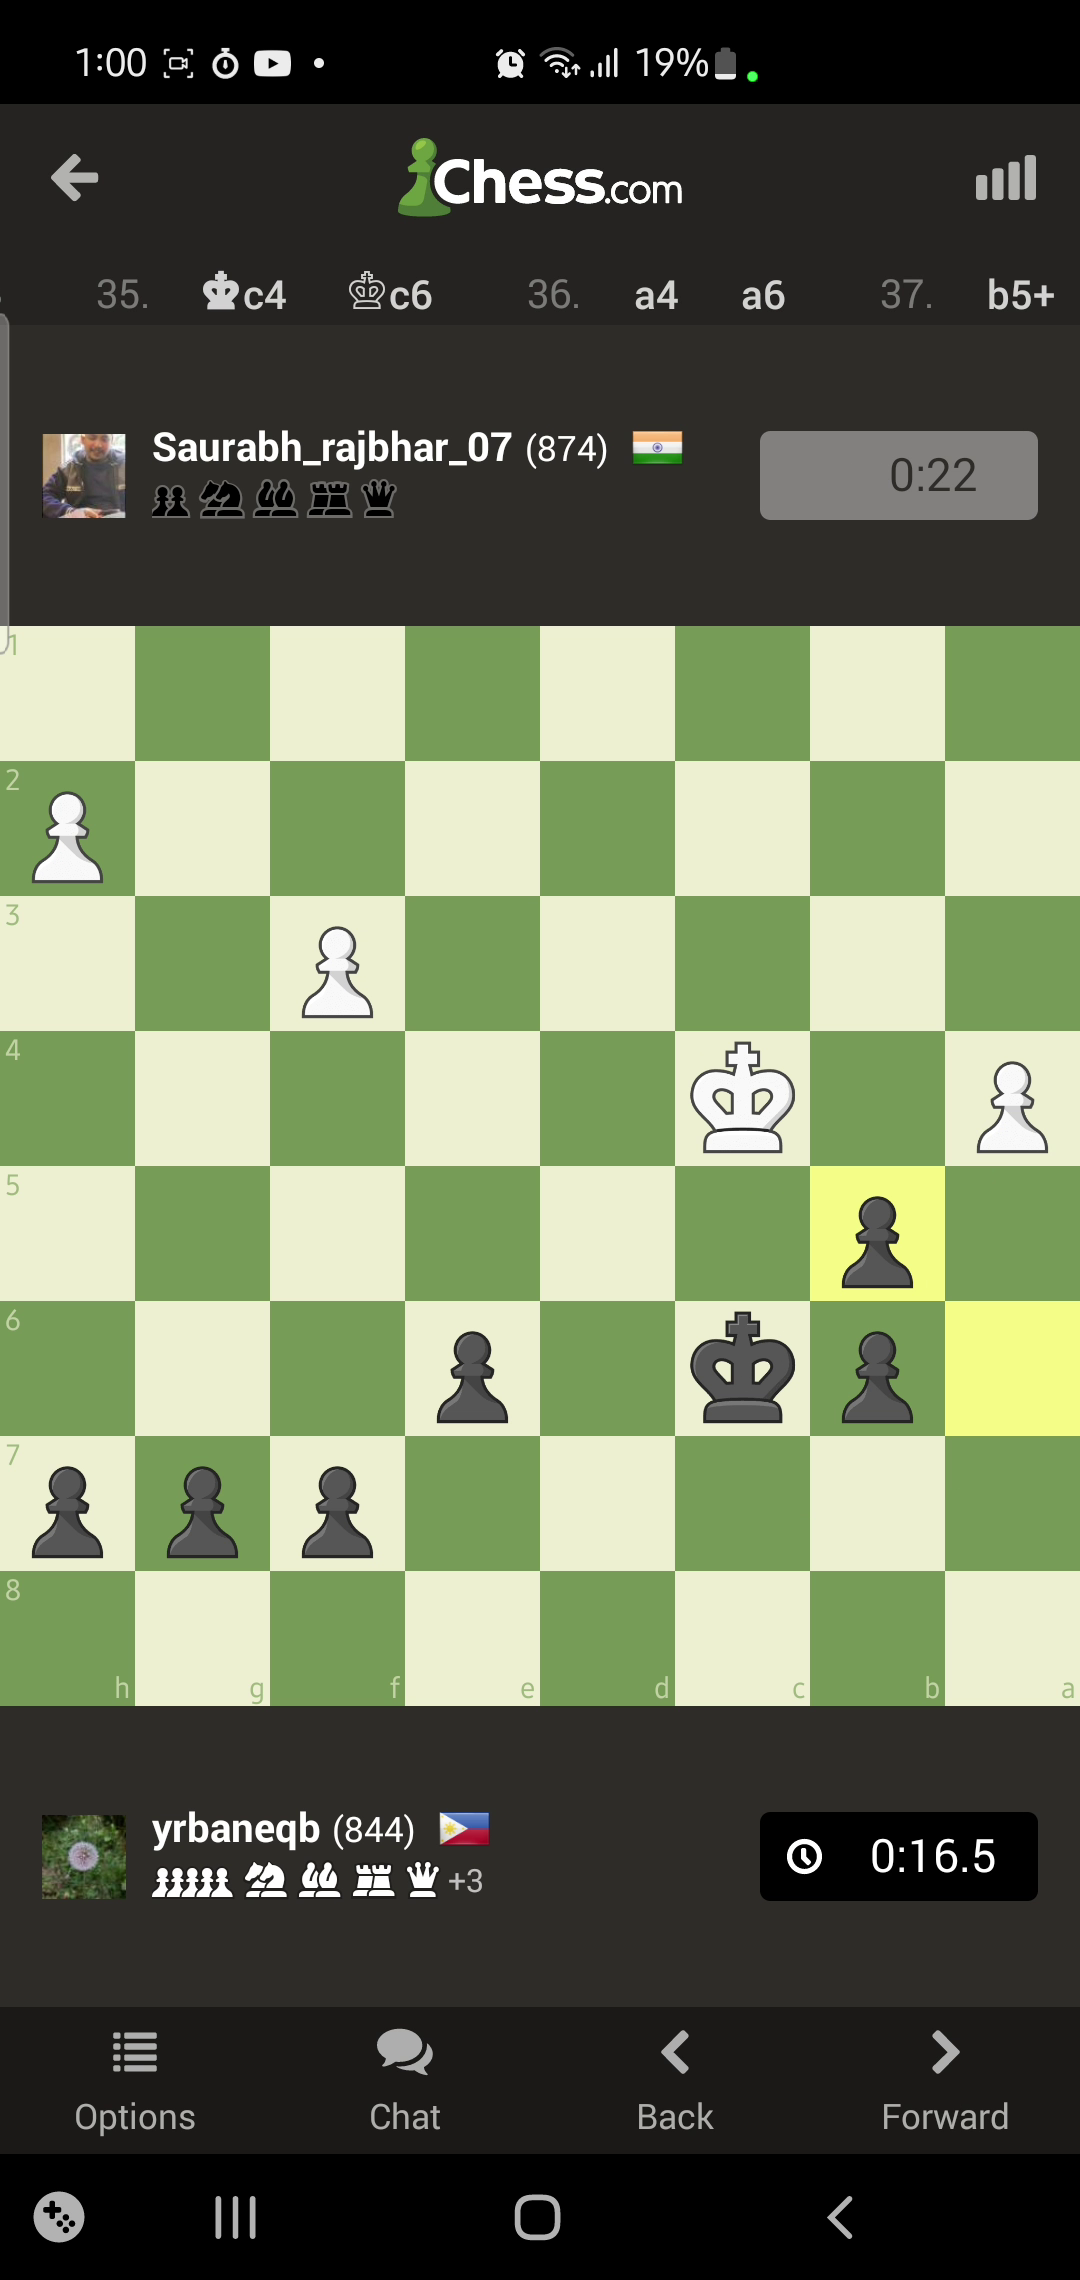 1:00 19%
Chess.com
35. c4 c6 36. a4 a6 37. b5+
Saurabh_rajbhar_07 (874)
0:22
1
2
3
4
5
6
7
8
h g f e d c b a
yrbaneqb (844)
+3
0:16.5
Options Chat Back Forward